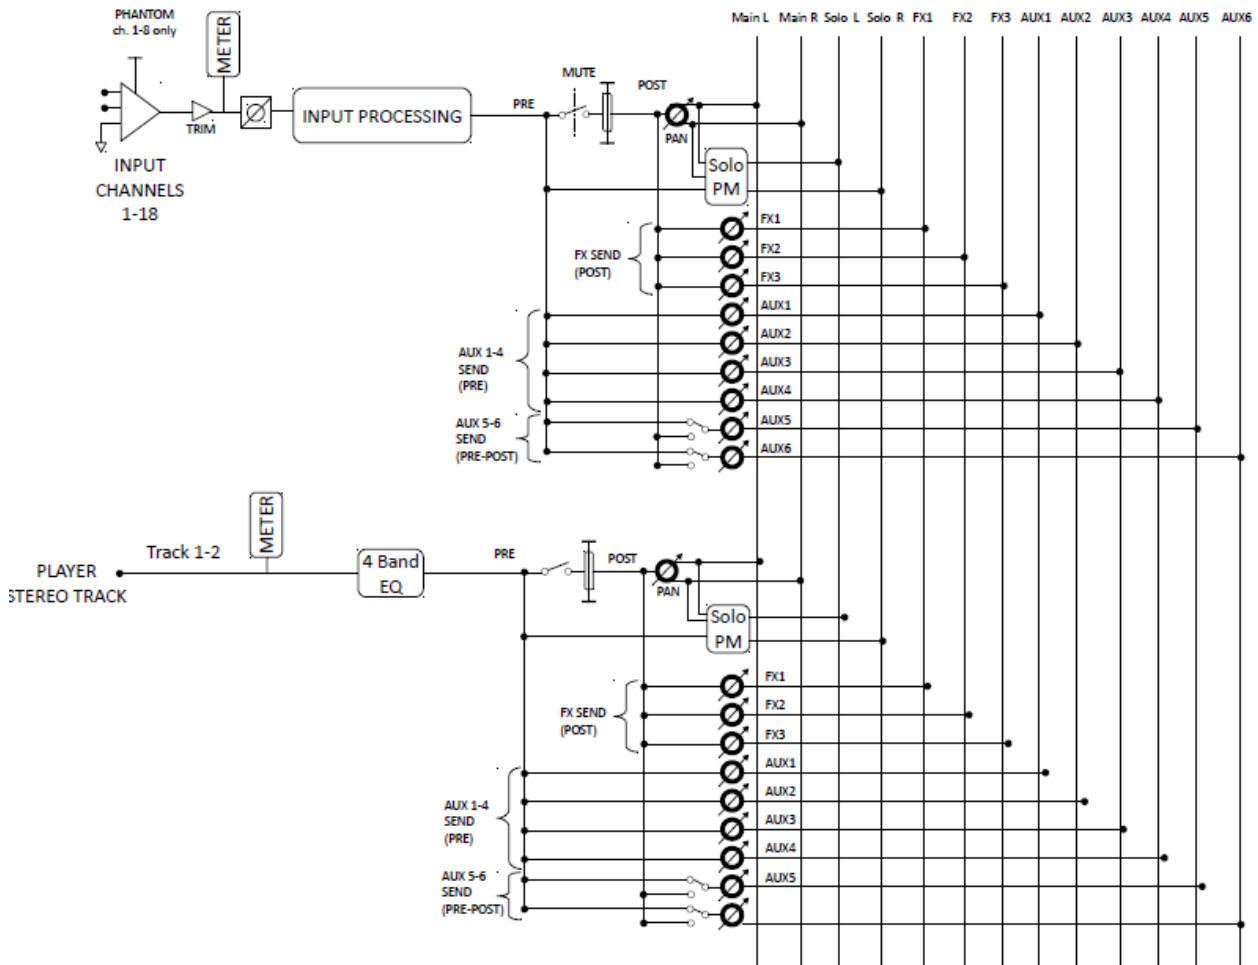 PHANTOM
ch. 1-8 only
METER
Main L Main R Solo L Solo R FX1 FX2 FX3 AUX1 AUX2 AUX3 AUX4 AUX5 AUX6
MUTE
POST
PRE
INPUT PROCESSING
TRIM
PAN
INPUT
CHANNELS
1-18
Solo
PM
FX1
FX SEND
(POST)
FX2
FX3
AUX1
AUX2
AUX 1-4
SEND
(PRE)
AUX3
AUX4
AUX 5-6
SEND
(PRE-POST)
AUX5
AUX6
METER
Track 1-2
PLAYER
STEREO TRACK
4 Band
EQ
PRE
POST
PAN
Solo
PM
FX1
FX SEND
(POST)
FX2
FX3
AUX1
AUX2
AUX 1-4
SEND
(PRE)
AUX3
AUX4
AUX 5-6
SEND
(PRE-POST)
AUX5